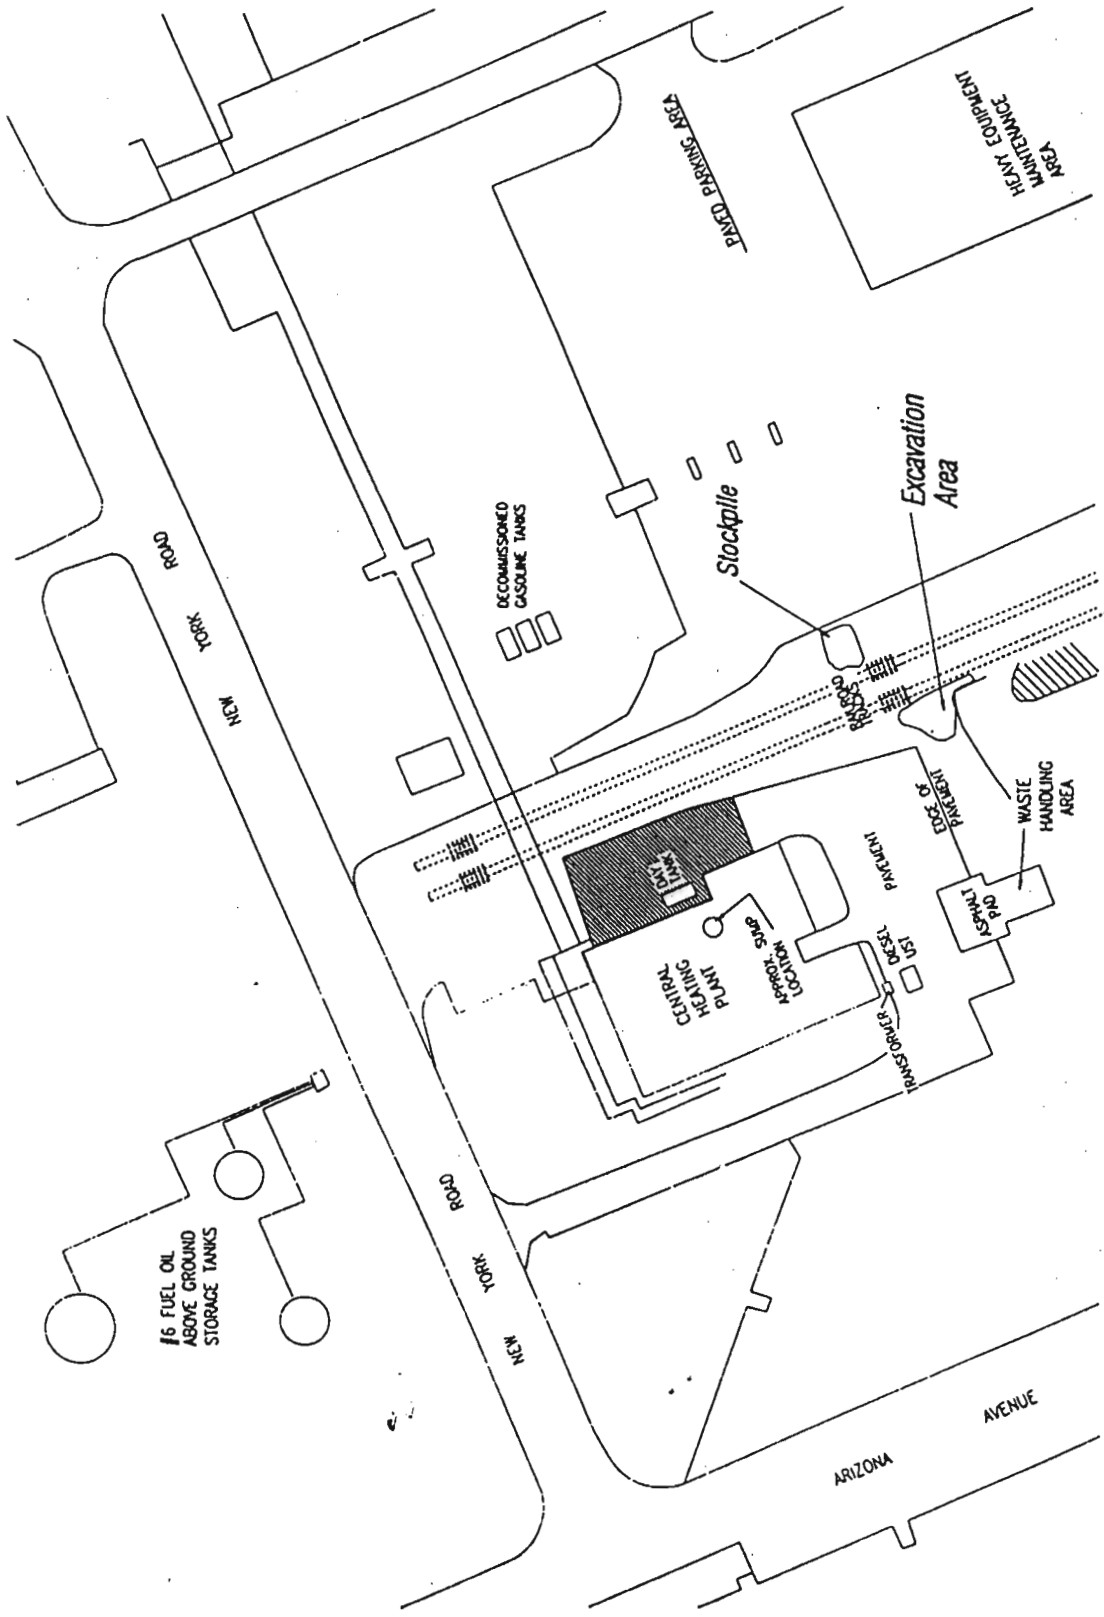 #6 FUEL OIL
ABOVE GROUND
STORAGE TANKS
NEW YORK ROAD
NEW YORK ROAD
DECOMMISSIONED
GASOLINE TANKS
PAVED PARKING AREA
HEAVY EQUIPMENT
MAINTENANCE
AREA
Stockpile
Excavation
Area
RAILROAD
TRACKS
DAY
TANK
CENTRAL
HEATING
PLANT
APPROX. SUMP
LOCATION
TRANSFORMER
DIESEL
UST
PAVEMENT
EDGE OF
PAVEMENT
ASPHALT
PAD
WASTE
HANDLING
AREA
ARIZONA AVENUE